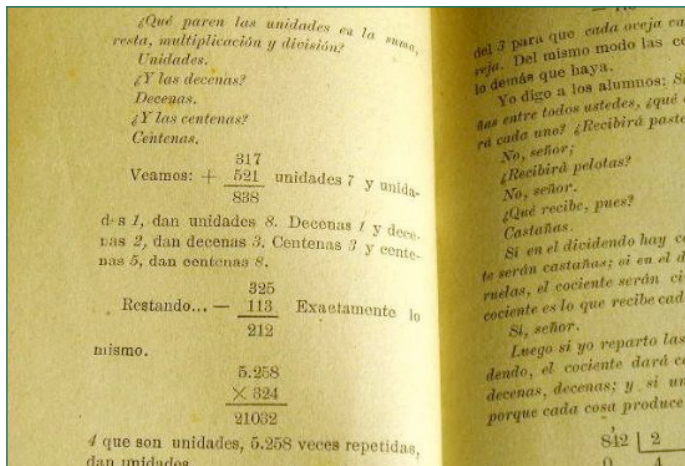 ¿Qué paren las unidades en la suma,
resta, multiplicación y división?
Unidades.
¿Y las decenas?
Decenas.
¿Y las centenas?
Centenas.
317
Veamos: + 521 unidades 7 y unida-
838
des 1, dan unidades 8. Decenas 1 y dece-
nas 2, dan decenas 3. Centenas 3 y cente-
nas 5, dan centenas 8.
325
Restando... — 113 Exactamente lo
212
mismo.
5.258
× 324
21032
4 que son unidades, 5.258 veces repetidas,
dan unidades
del 3 para que cada oveja
veja. Del mismo modo las
lo demás que haya.
Yo digo a los alumnos:
ñas entre todos ustedes, ¿qué
rá cada uno? ¿Recibirá
No, señor;
¿Recibirá pelotas?
No, señor.
¿Qué recibe, pues?
Castañas.
Si en el dividendo hay
te serán castañas; oi en el
ruelas, el cociente serán
cociente es lo que recibe
Si, señor.
Luego si yo reparto las
dendo, el cociente dará
decenas, decenas; y si
porque cada cosa produce
842 | 2
0 4